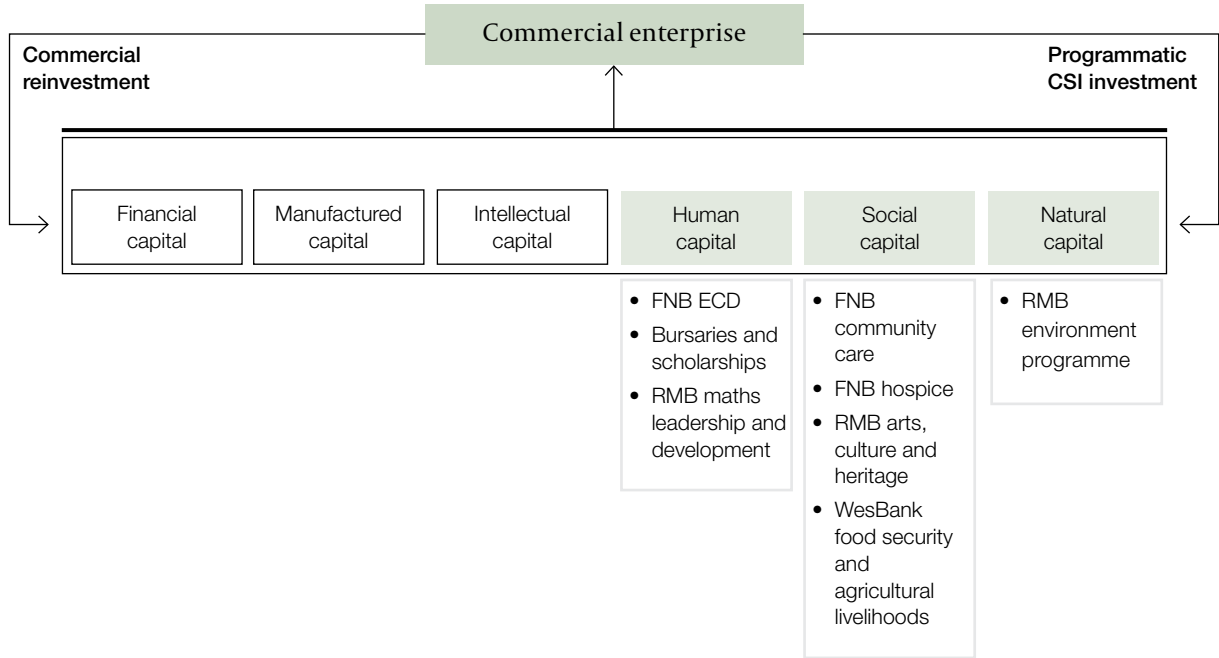 Commercial enterprise
Commercial
reinvestment
Programmatic
CSI investment
Financial
capital
Manufactured
capital
Intellectual
capital
Human
capital
Social
capital
Natural
capital
• FNB ECD
• Bursaries and
scholarships
• RMB maths
leadership and
development
• FNB
community
care
• FNB hospice
• RMB arts,
culture and
heritage
• WesBank
food security
and
agricultural
livelihoods
• RMB
environment
programme